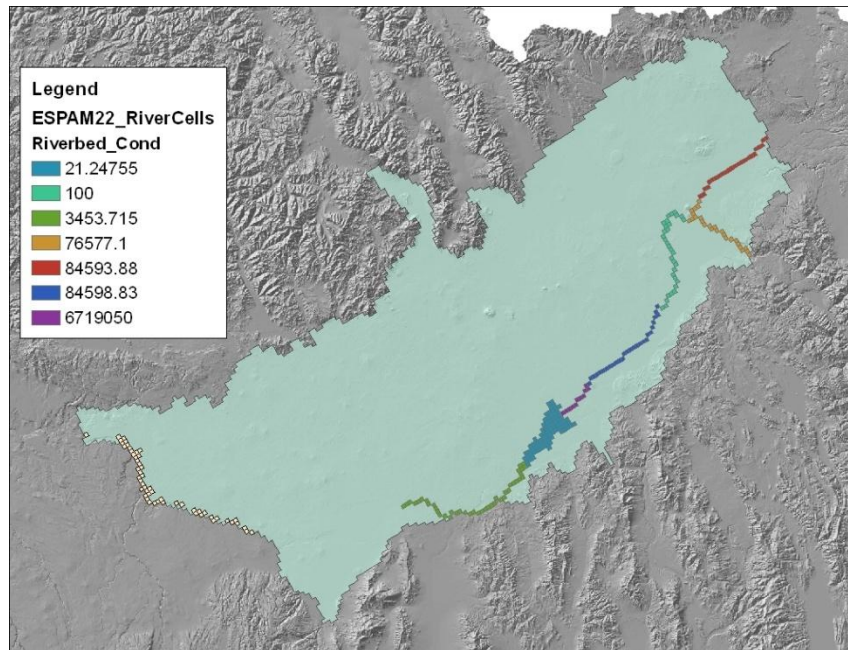 Legend
ESPAM22_RiverCells
Riverbed_Cond
21.24755
100
3453.715
76577.1
84593.88
84598.83
6719050